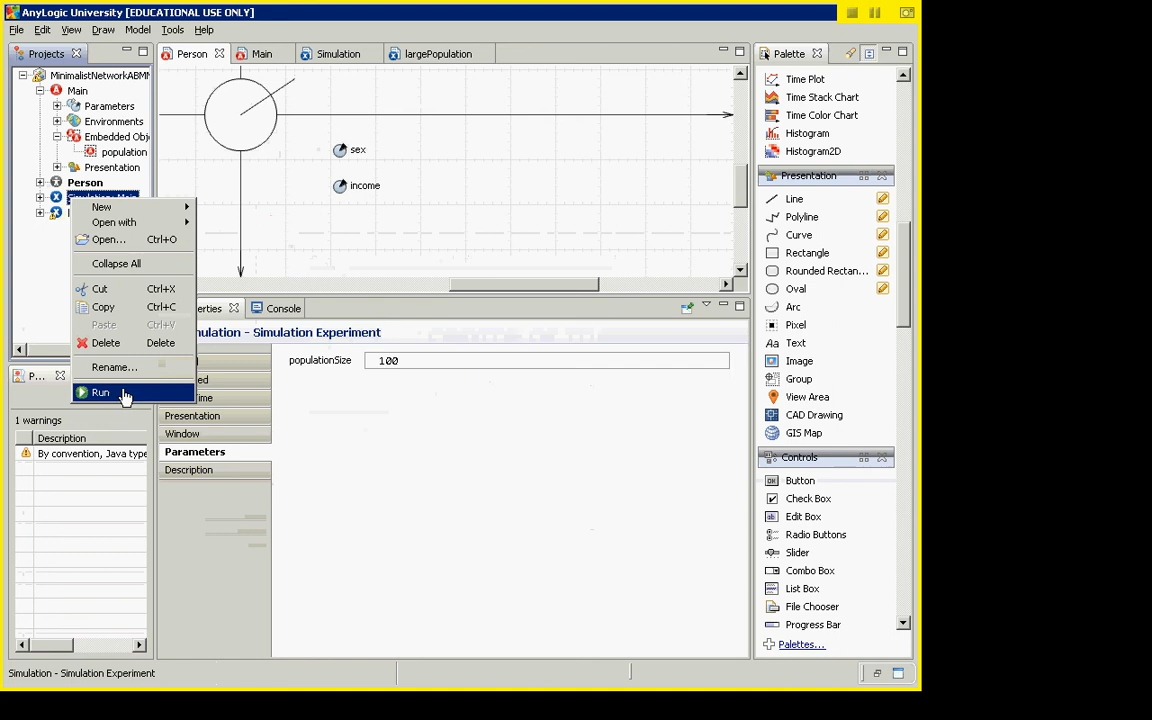 AnyLogic University [EDUCATIONAL USE ONLY]
File Edit View Draw Model Tools Help
Projects
MinimalistNetworkABMN
Main
Parameters
Environments
Embedded Obj
population
Presentation
Person
New
Open with
Open... Ctrl+O
Collapse All
Cut Ctrl+X
Copy Ctrl+C
Paste Ctrl+V
Delete Delete
Rename...
Run
P...
1 warnings
Description
By convention, Java type
Person Main Simulation largePopulation
sex
income
erties Console
ulation - Simulation Experiment
populationSize 100
ed
Time
Presentation
Window
Parameters
Description
Palette
Time Plot
Time Stack Chart
Time Color Chart
Histogram
Histogram2D
Presentation
Line
Polyline
Curve
Rectangle
Rounded Rectan...
Oval
Arc
Pixel
Text
Image
Group
View Area
CAD Drawing
GIS Map
Controls
Button
Check Box
Edit Box
Radio Buttons
Slider
Combo Box
List Box
File Chooser
Progress Bar
Palettes...
Simulation - Simulation Experiment